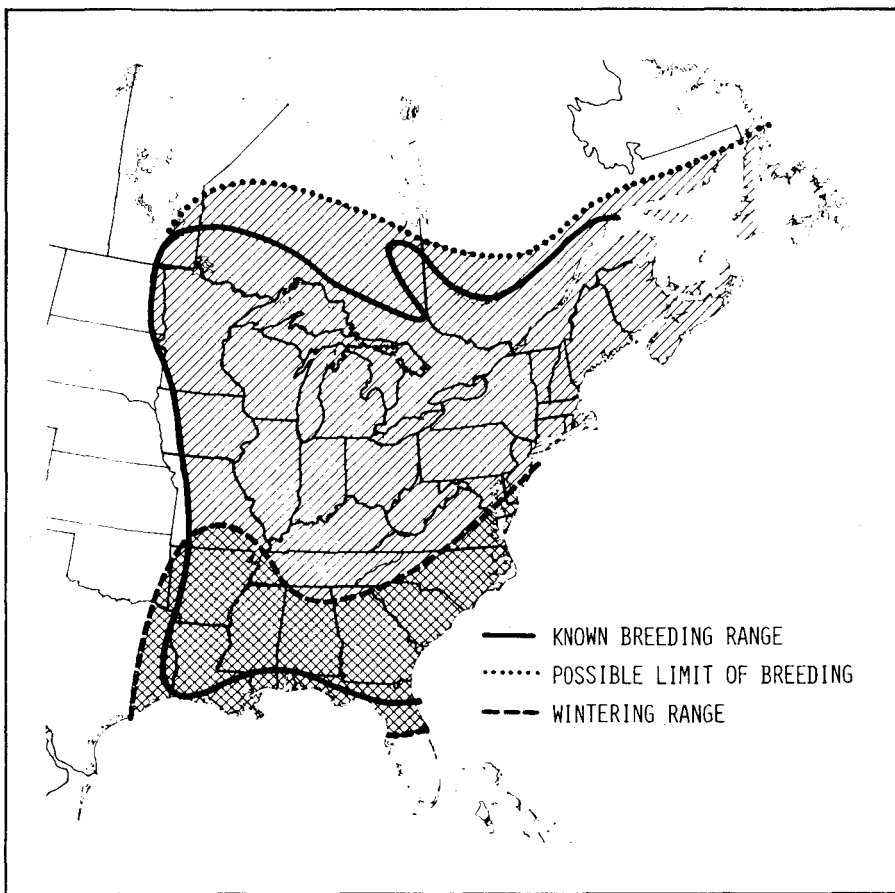 KNOWN BREEDING RANGE
POSSIBLE LIMIT OF BREEDING
WINTERING RANGE